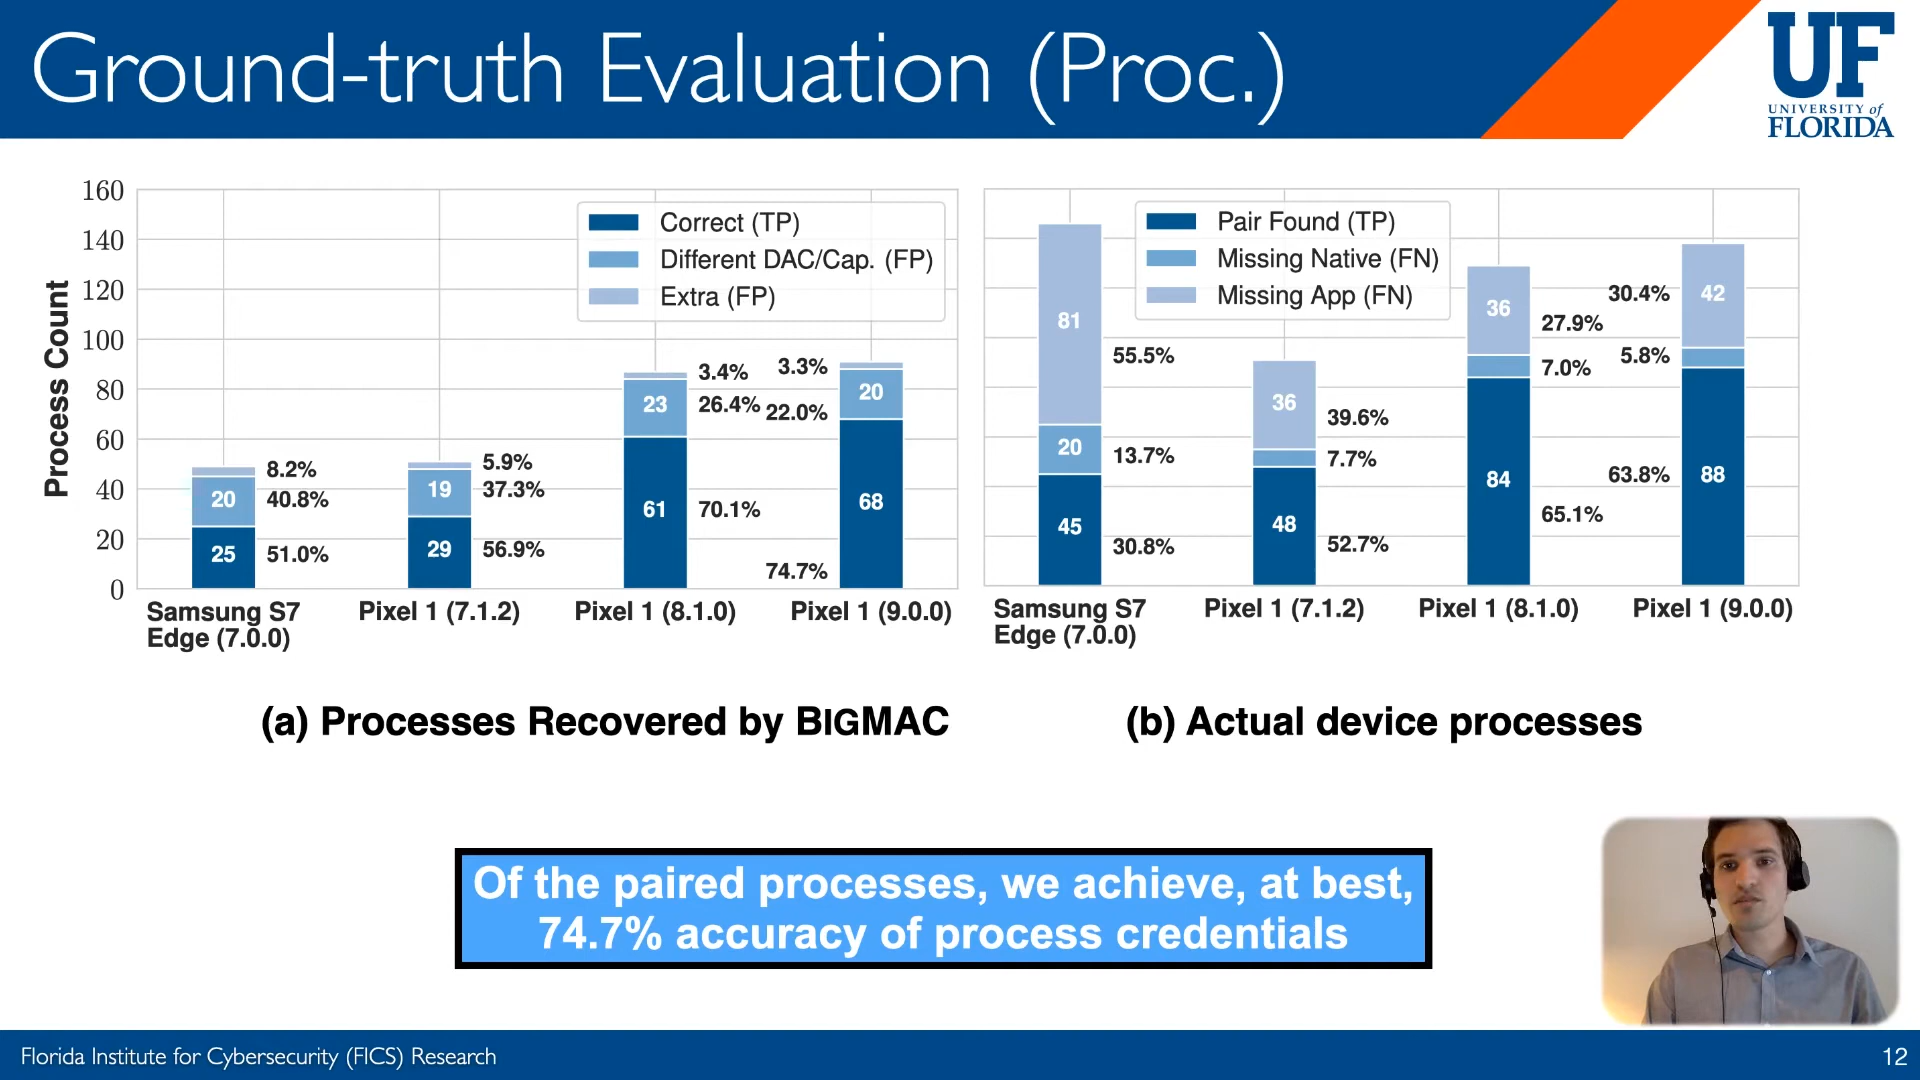 Ground-truth Evaluation (Proc.)
UF
UNIVERSITY of
FLORIDA
Process Count
160
140
120
100
80
60
40
20
0
Correct (TP)
Different DAC/Cap. (FP)
Extra (FP)
8.2%
20
40.8%
25
51.0%
5.9%
19
37.3%
29
56.9%
3.4%
23
26.4%
61
70.1%
3.3%
20
22.0%
68
74.7%
Samsung S7
Edge (7.0.0)
Pixel 1 (7.1.2)
Pixel 1 (8.1.0)
Pixel 1 (9.0.0)
(a) Processes Recovered by BIGMAC
Pair Found (TP)
Missing Native (FN)
Missing App (FN)
81
55.5%
20
13.7%
45
30.8%
36
39.6%
7.7%
48
52.7%
36
27.9%
7.0%
84
65.1%
30.4%
42
5.8%
63.8%
88
Samsung S7
Edge (7.0.0)
Pixel 1 (7.1.2)
Pixel 1 (8.1.0)
Pixel 1 (9.0.0)
(b) Actual device processes
Of the paired processes, we achieve, at best,
74.7% accuracy of process credentials
Florida Institute for Cybersecurity (FICS) Research
12